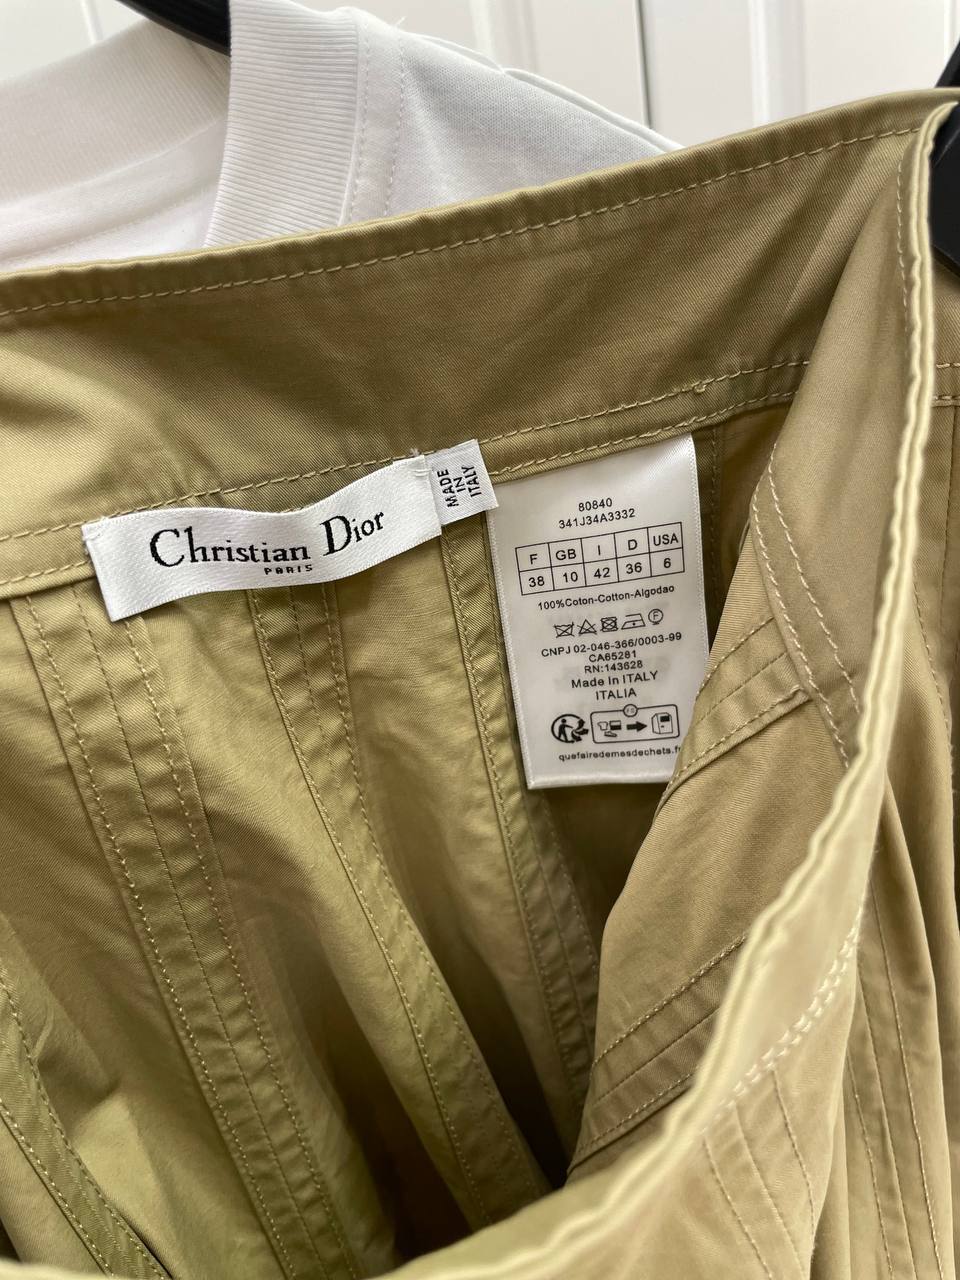 Christian Dior
PARIS
MADE
IN
ITALY
80840
341J34A3332
F GB I D USA
38 10 42 36 6
100%Coton-Cotton-Algodao
F
CNPJ 02-046-366/0003-99
CA65281
RN:143628
Made In ITALY
ITALIA
quefairedemesdechets.fr